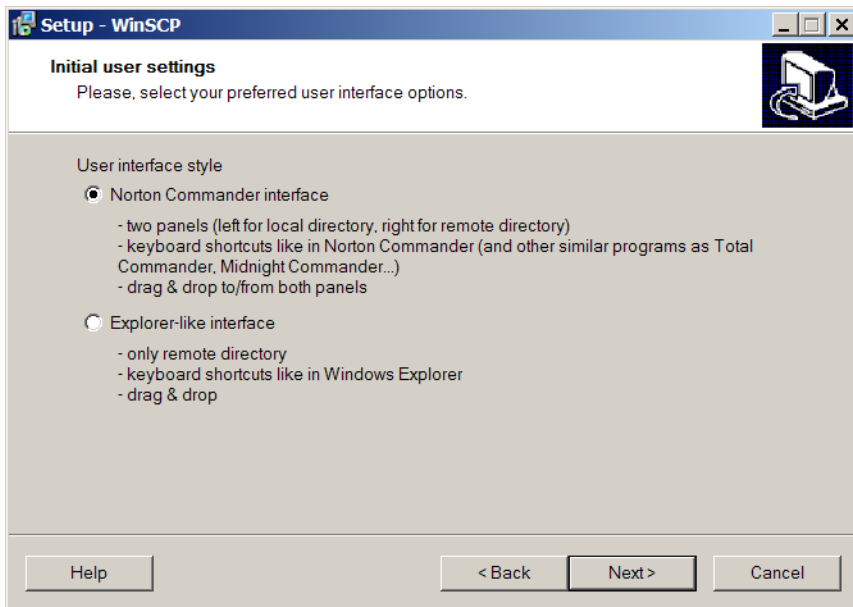 Setup - WinSCP
Initial user settings
Please, select your preferred user interface options.
User interface style
Norton Commander interface
- two panels (left for local directory, right for remote directory)
- keyboard shortcuts like in Norton Commander (and other similar programs as Total
Commander, Midnight Commander...)
- drag & drop to/from both panels
Explorer-like interface
- only remote directory
- keyboard shortcuts like in Windows Explorer
- drag & drop
Help
< Back
Next >
Cancel